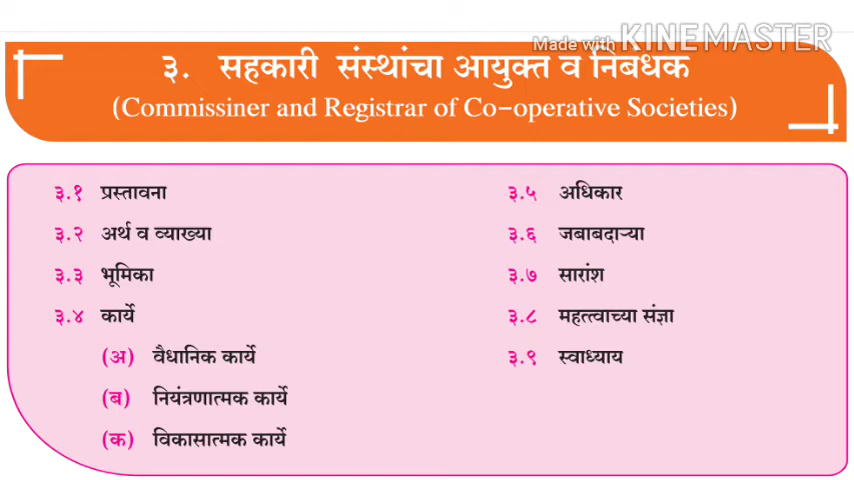 Made with KINEMASTER
३. सहकारी संस्थांचा आयुक्त व निबंधक
(Commissiner and Registrar of Co-operative Societies)
३.१ प्रस्तावना
३.२ अर्थ व व्याख्या
३.३ भूमिका
३.४ कार्ये
(अ) वैधानिक कार्ये
(ब) नियंत्रणात्मक कार्ये
(क) विकासात्मक कार्ये
३.५ अधिकार
३.६ जबाबदाऱ्या
३.७ सारांश
३.८ महत्त्वाच्या संज्ञा
३.९ स्वाध्याय